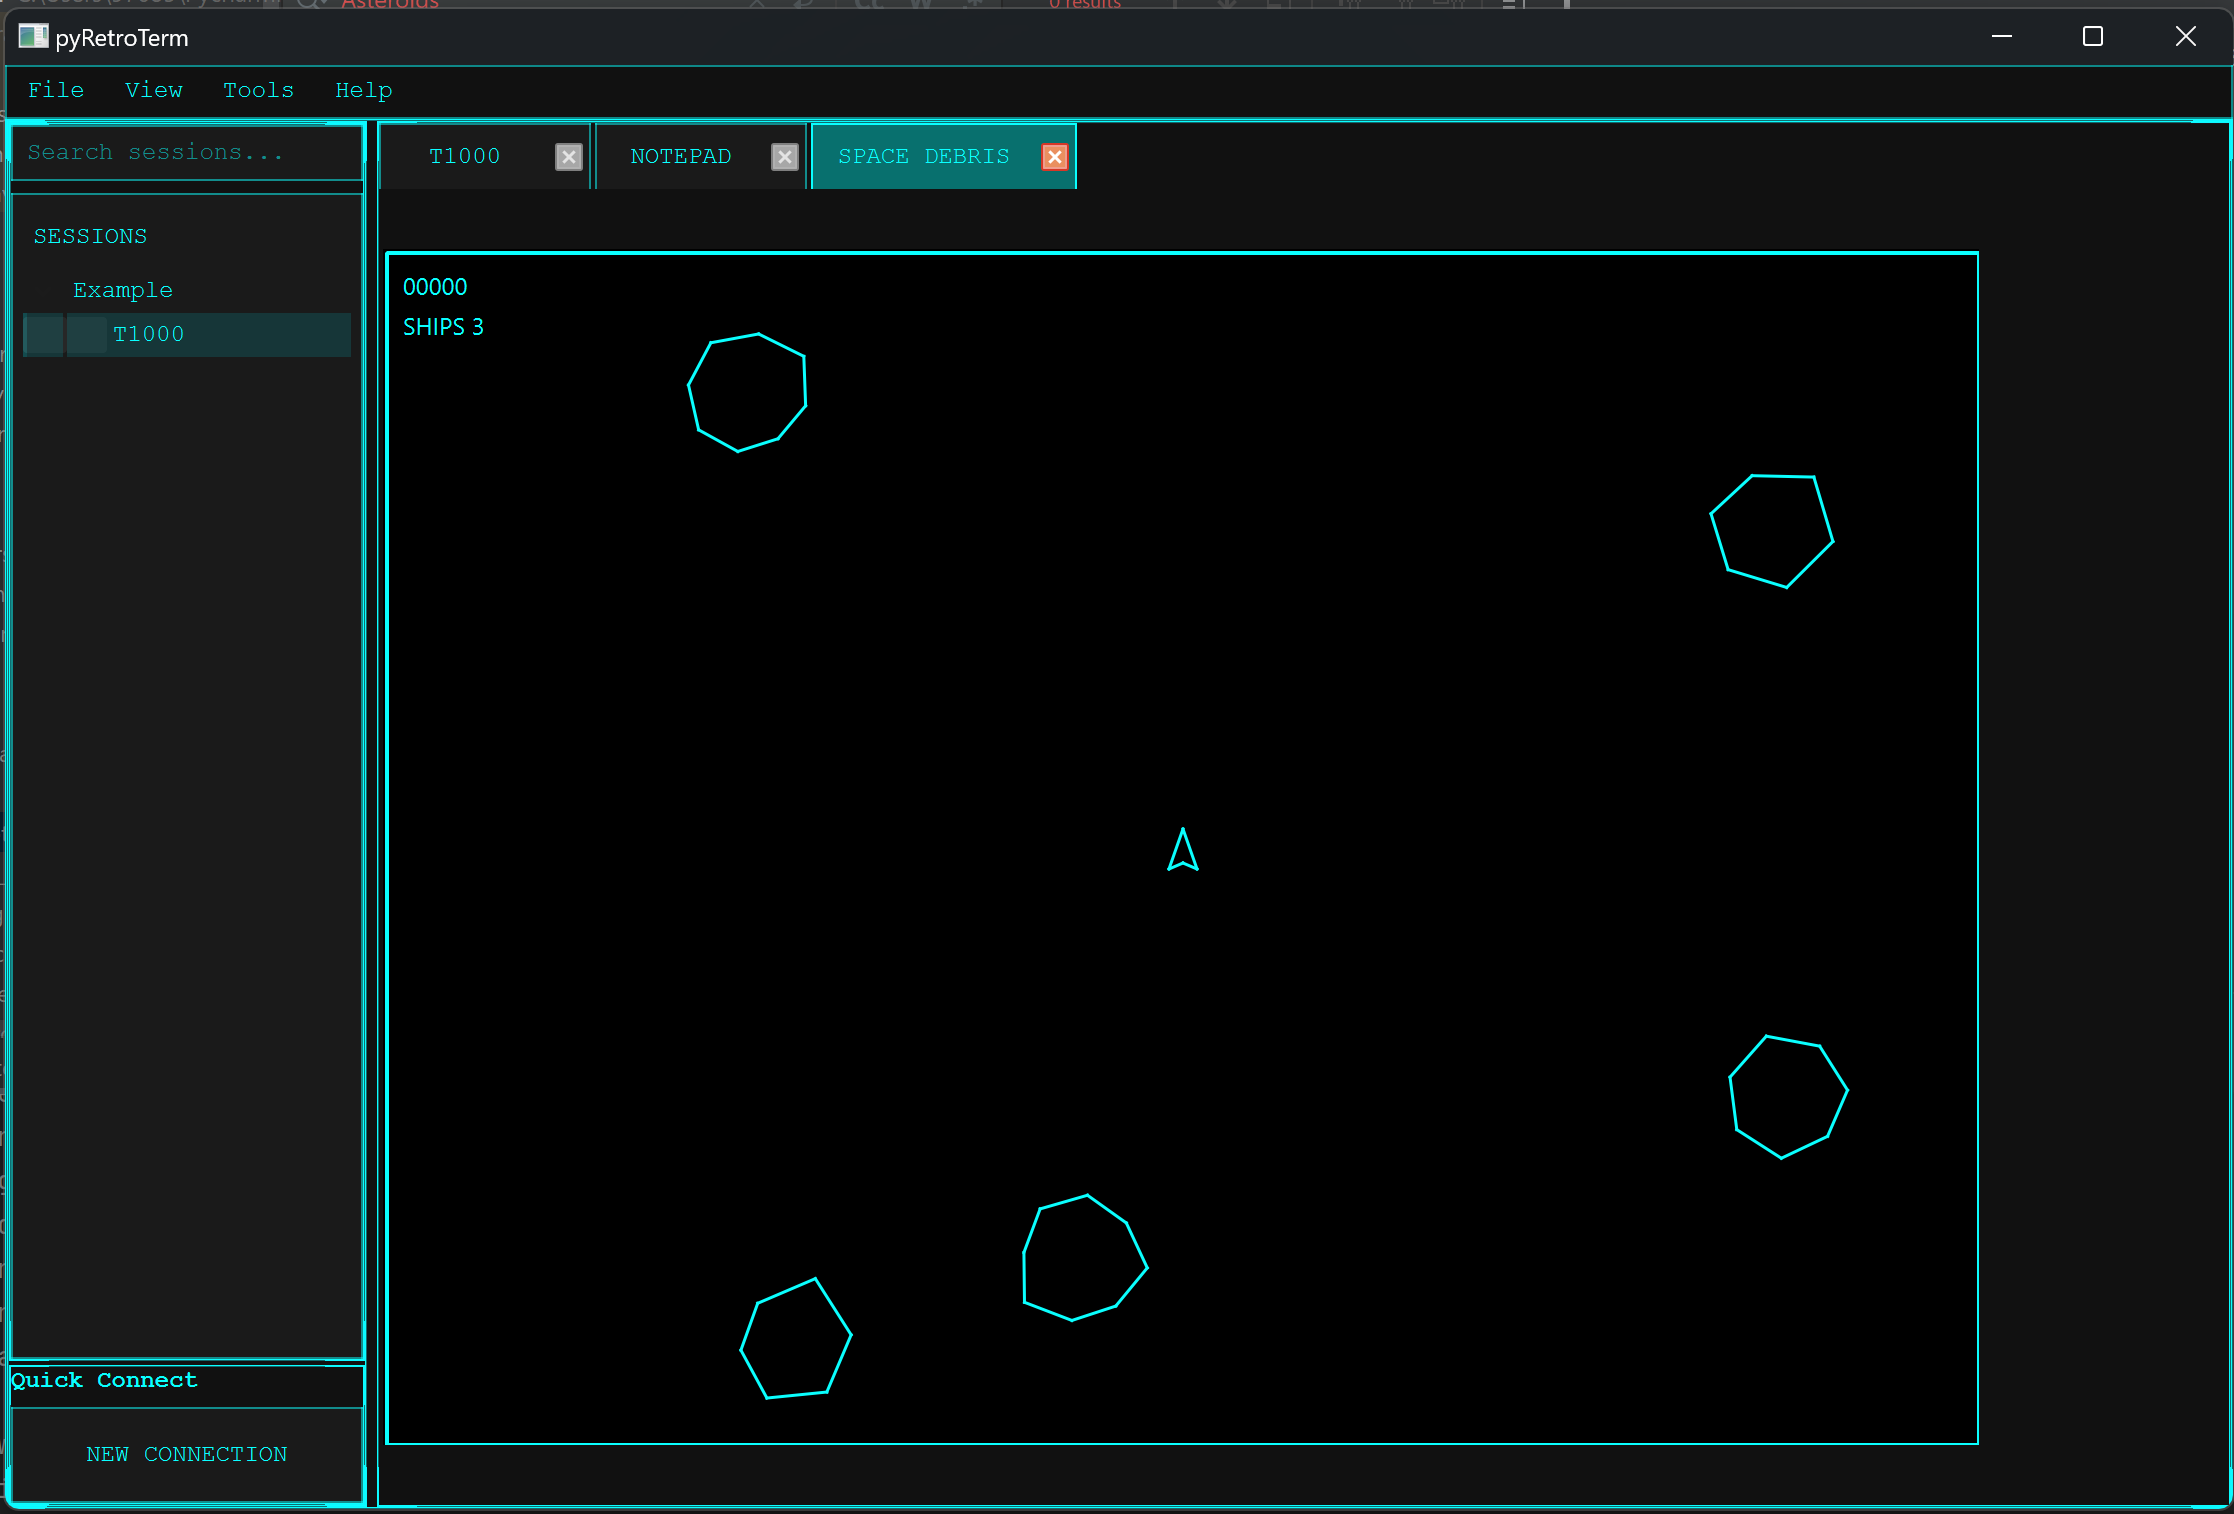 Asteroids
0 results
pyRetroTerm
File View Tools Help
Search sessions...
T1000
NOTEPAD
SPACE DEBRIS
SESSIONS
Example
T1000
00000
SHIPS 3
Quick Connect
NEW CONNECTION